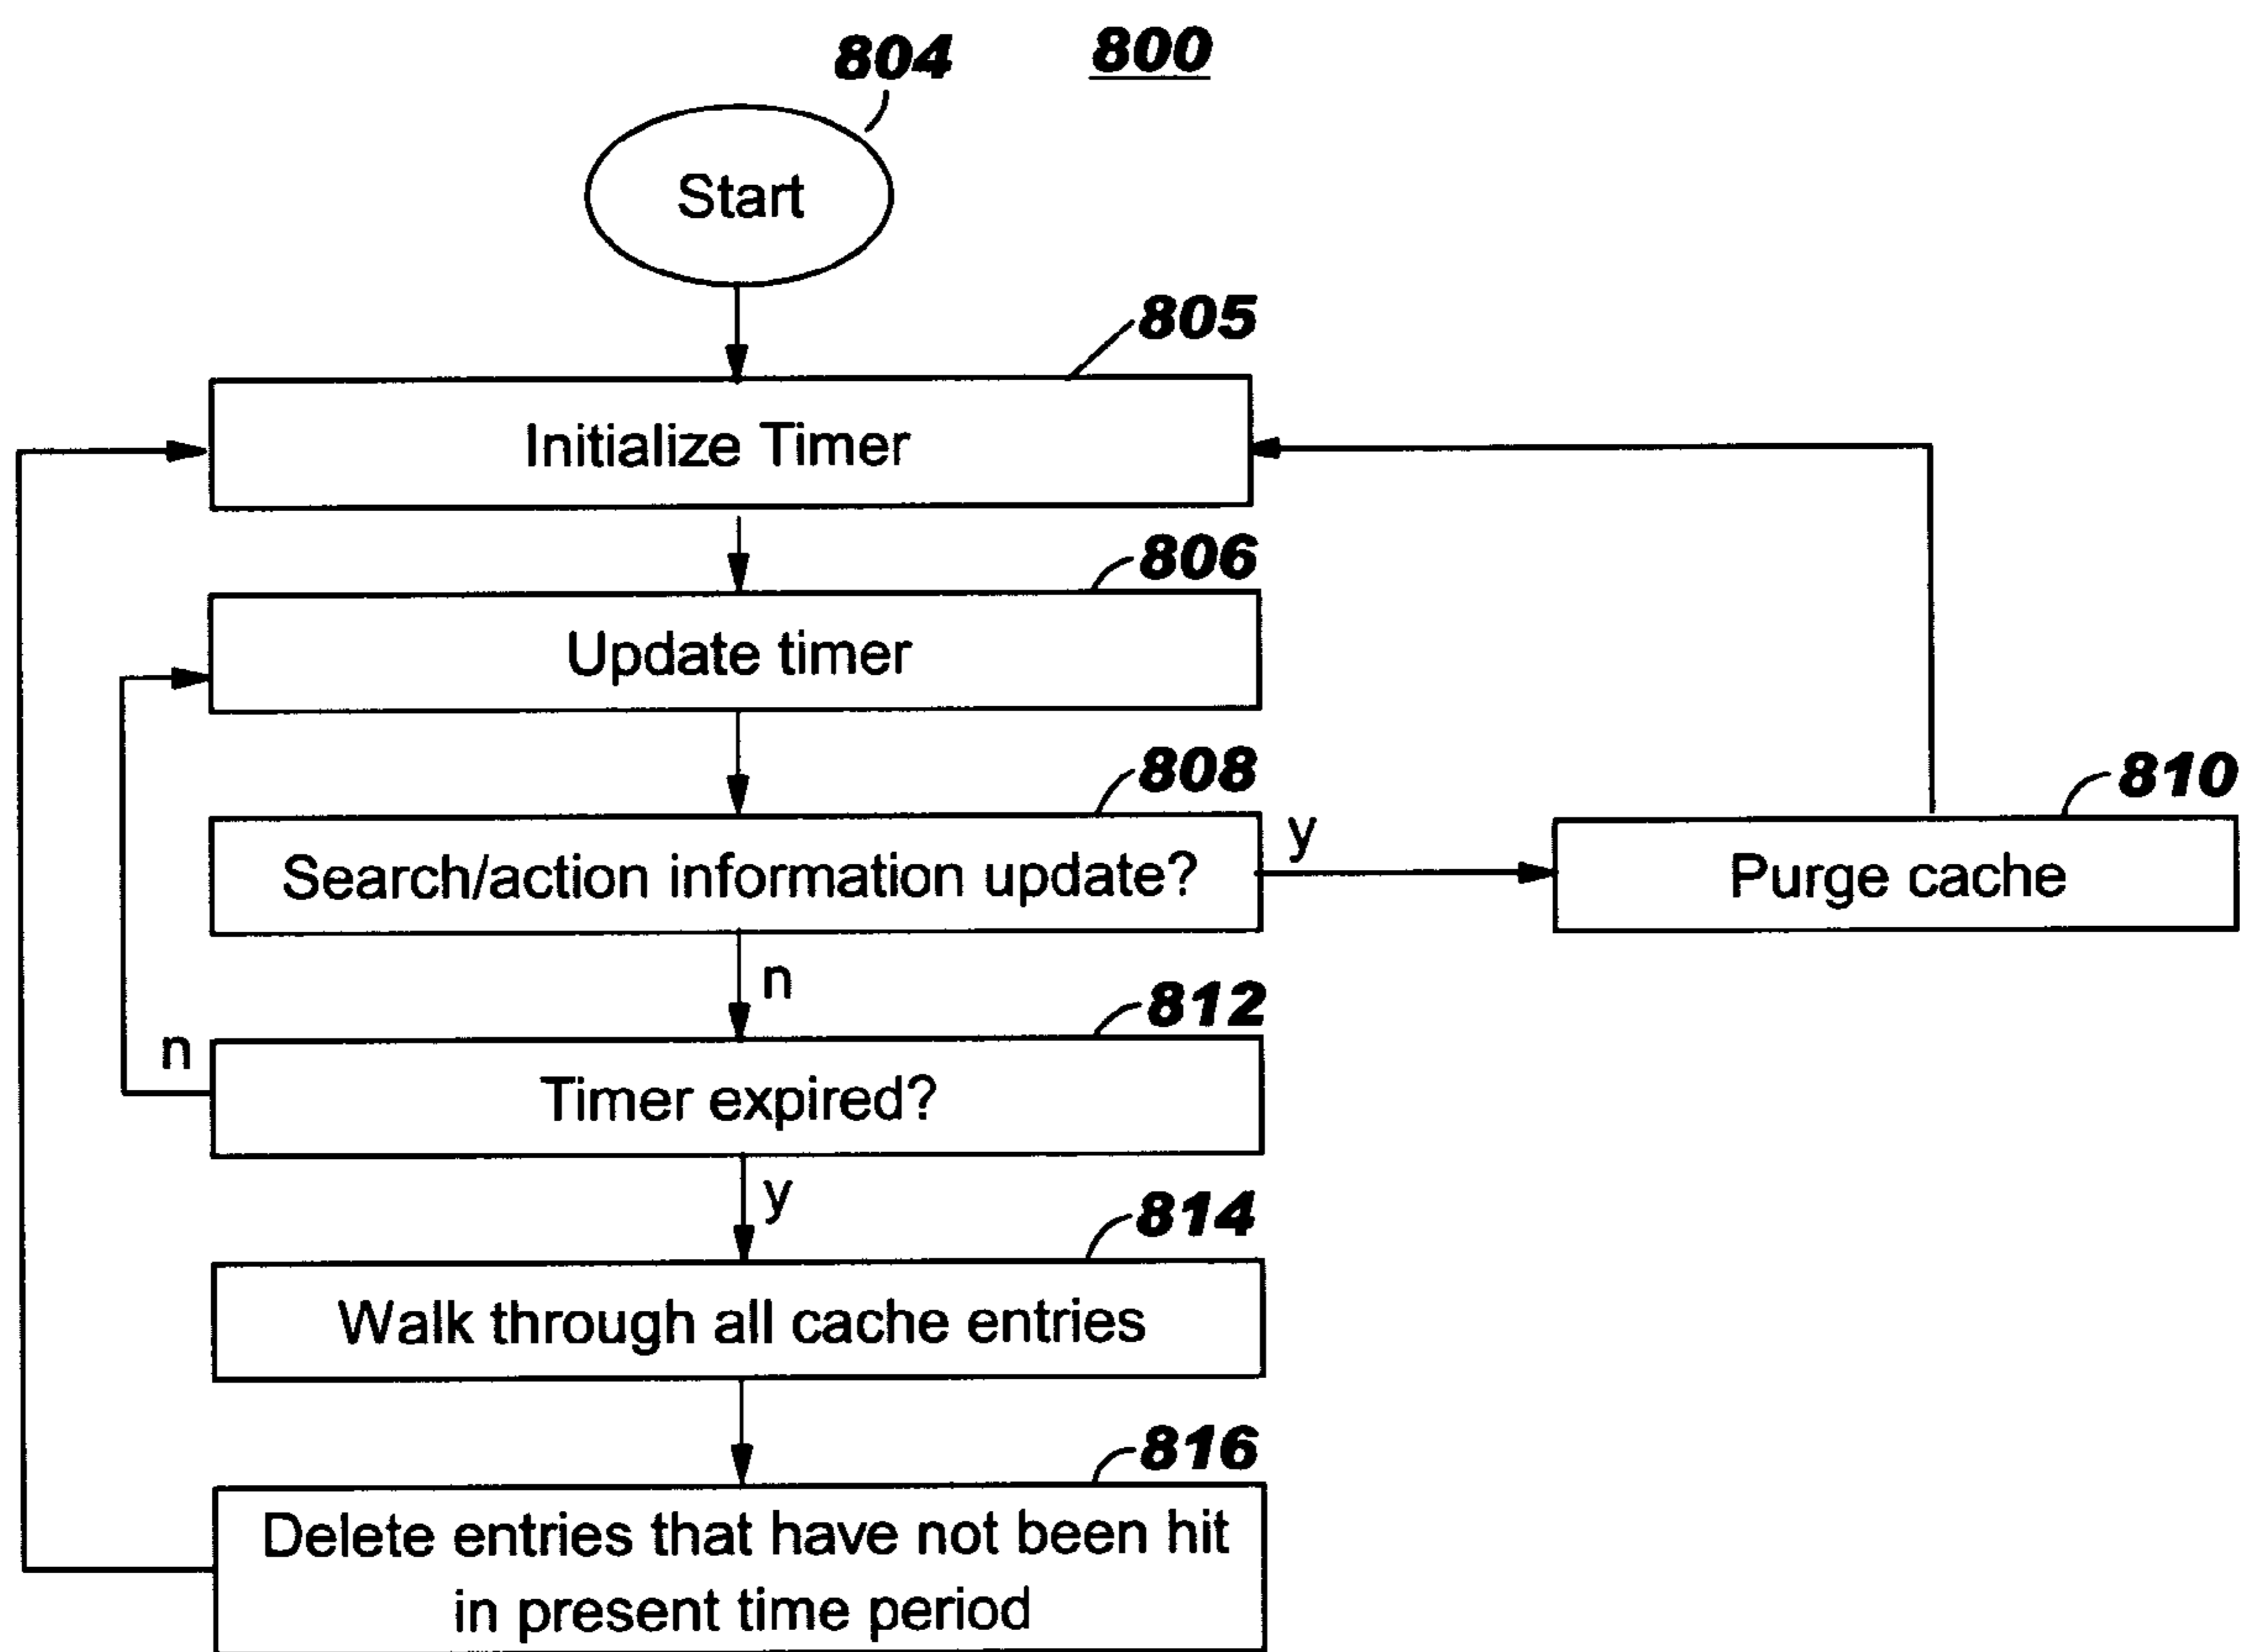 804
800
Start
805
Initialize Timer
806
Update timer
808
Search/action information update?
y
810
Purge cache
n
812
n
Timer expired?
y
814
Walk through all cache entries
816
Delete entries that have not been hit
in present time period